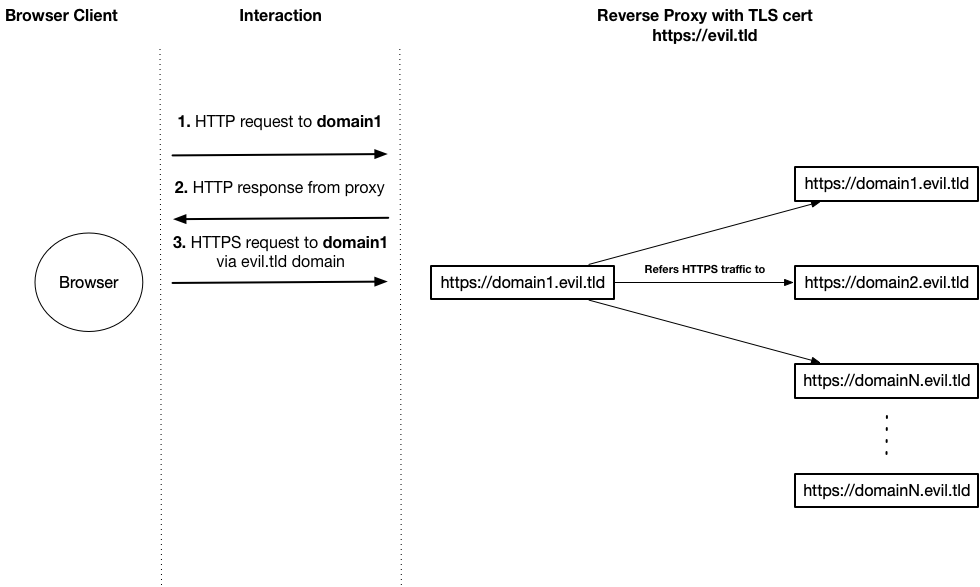 Browser Client
Interaction
Reverse Proxy with TLS cert
https://evil.tld
1. HTTP request to domain1
2. HTTP response from proxy
3. HTTPS request to domain1
via evil.tld domain
Browser
https://domain1.evil.tld
Refers HTTPS traffic to
https://domain1.evil.tld
https://domain2.evil.tld
https://domainN.evil.tld
https://domainN.evil.tld